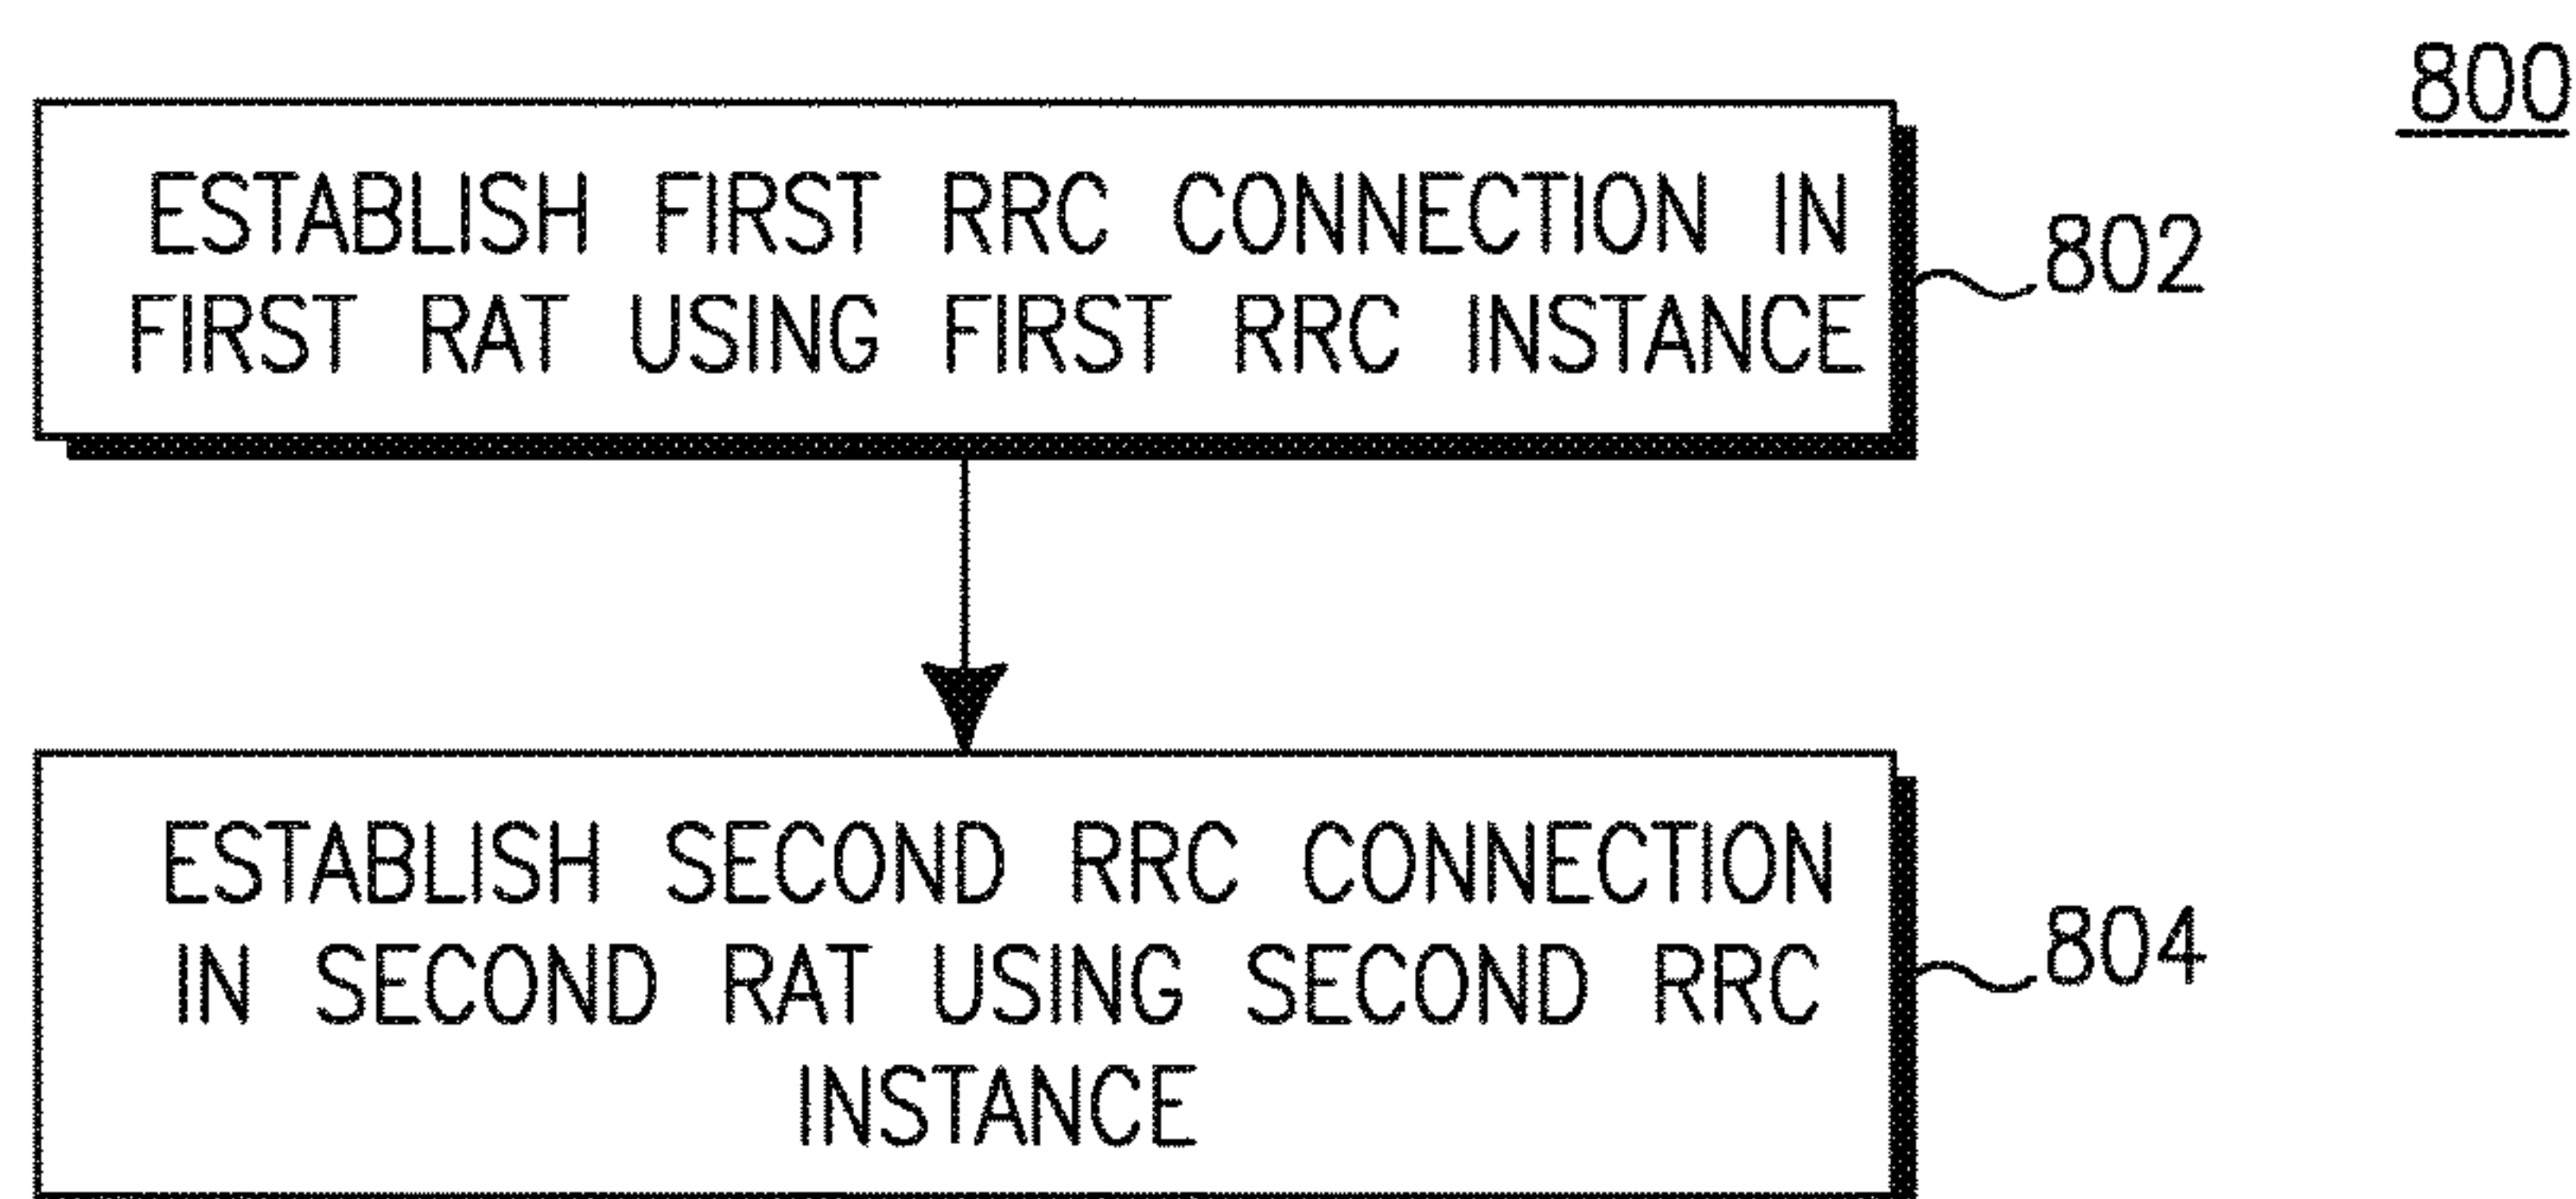 800
ESTABLISH FIRST RRC CONNECTION IN
FIRST RAT USING FIRST RRC INSTANCE
802
ESTABLISH SECOND RRC CONNECTION
IN SECOND RAT USING SECOND RRC
INSTANCE
804